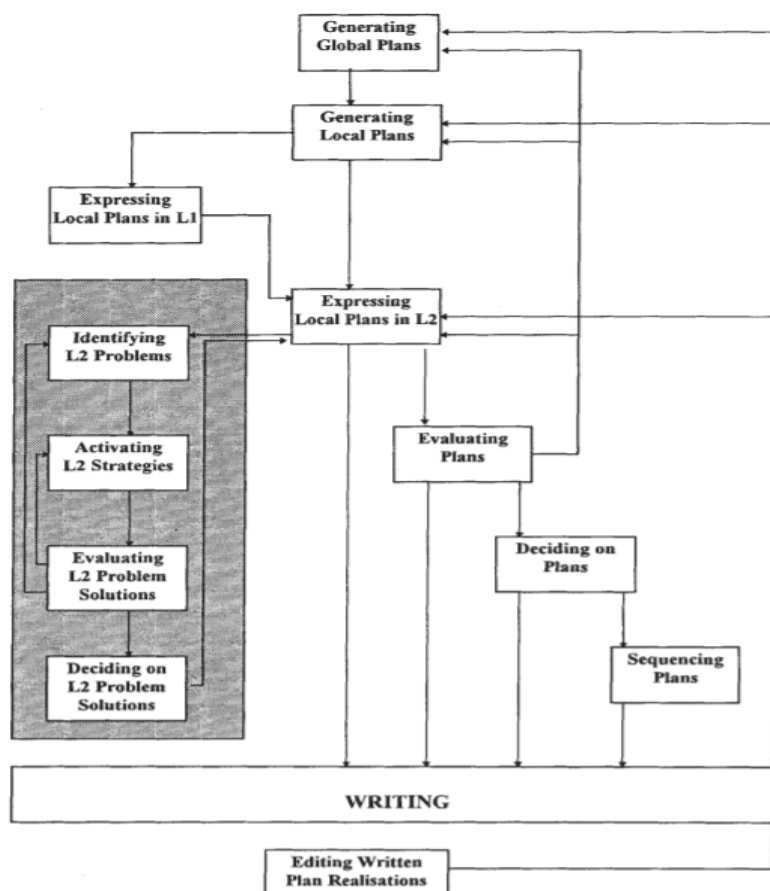 Generating
Global Plans
Generating
Local Plans
Expressing
Local Plans in L1
Expressing
Local Plans in L2
Identifying
L2 Problems
Activating
L2 Strategies
Evaluating
L2 Problem
Solutions
Deciding on
L2 Problem
Solutions
Evaluating
Plans
Deciding on
Plans
Sequencing
Plans
WRITING
Editing Written
Plan Realisations